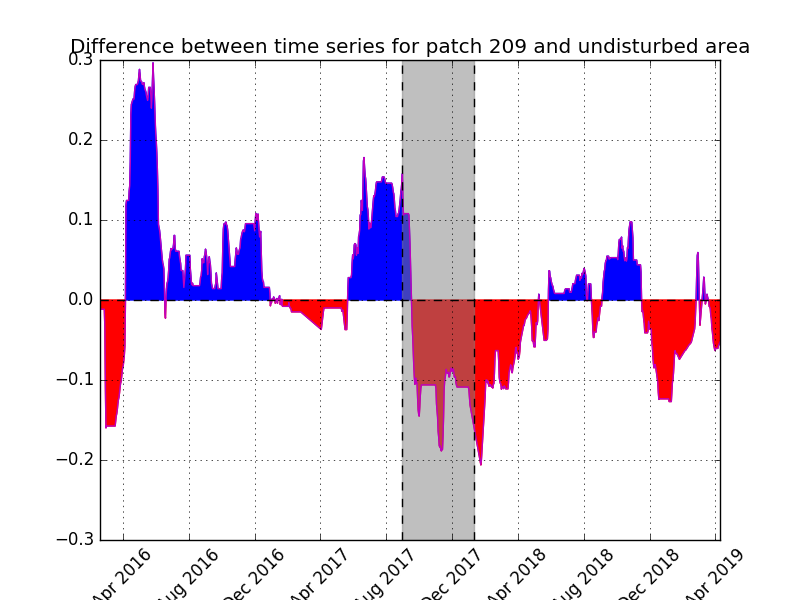 Difference between time series for patch 209 and undisturbed area
0.3
0.2
0.1
0.0
−0.1
−0.2
−0.3
Apr 2016
Aug 2016
Dec 2016
Apr 2017
Aug 2017
Dec 2017
Apr 2018
Aug 2018
Dec 2018
Apr 2019